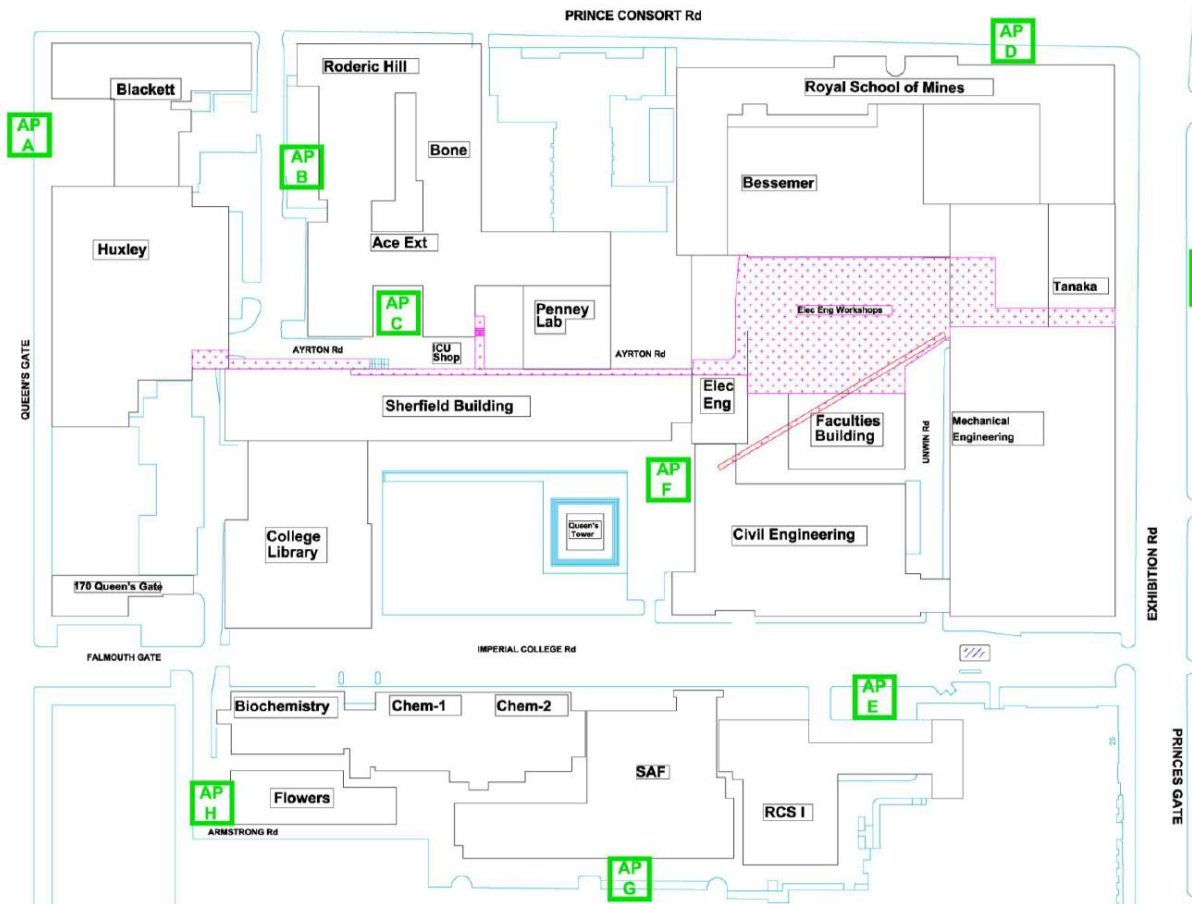 PRINCE CONSORT Rd
AP
D
Roderic Hill
Blackett
Royal School of Mines
AP
A
AP
B
Bone
Bessemer
Huxley
Ace Ext
AP
C
Penney
Lab
Elec Eng Workshops
Tanaka
AYRTON Rd
ICU
Shop
AYRTON Rd
QUEEN'S GATE
Sherfield Building
Elec
Eng
Faculties
Building
UNWIN Rd
Mechanical
Engineering
AP
F
College
Library
Queen's
Tower
Civil Engineering
170 Queen's Gate
EXHIBITION Rd
FALMOUTH GATE
IMPERIAL COLLEGE Rd
Biochemistry
Chem-1
Chem-2
AP
E
SAF
PRINCES GATE
25
AP
H
Flowers
RCS I
ARMSTRONG Rd
AP
G